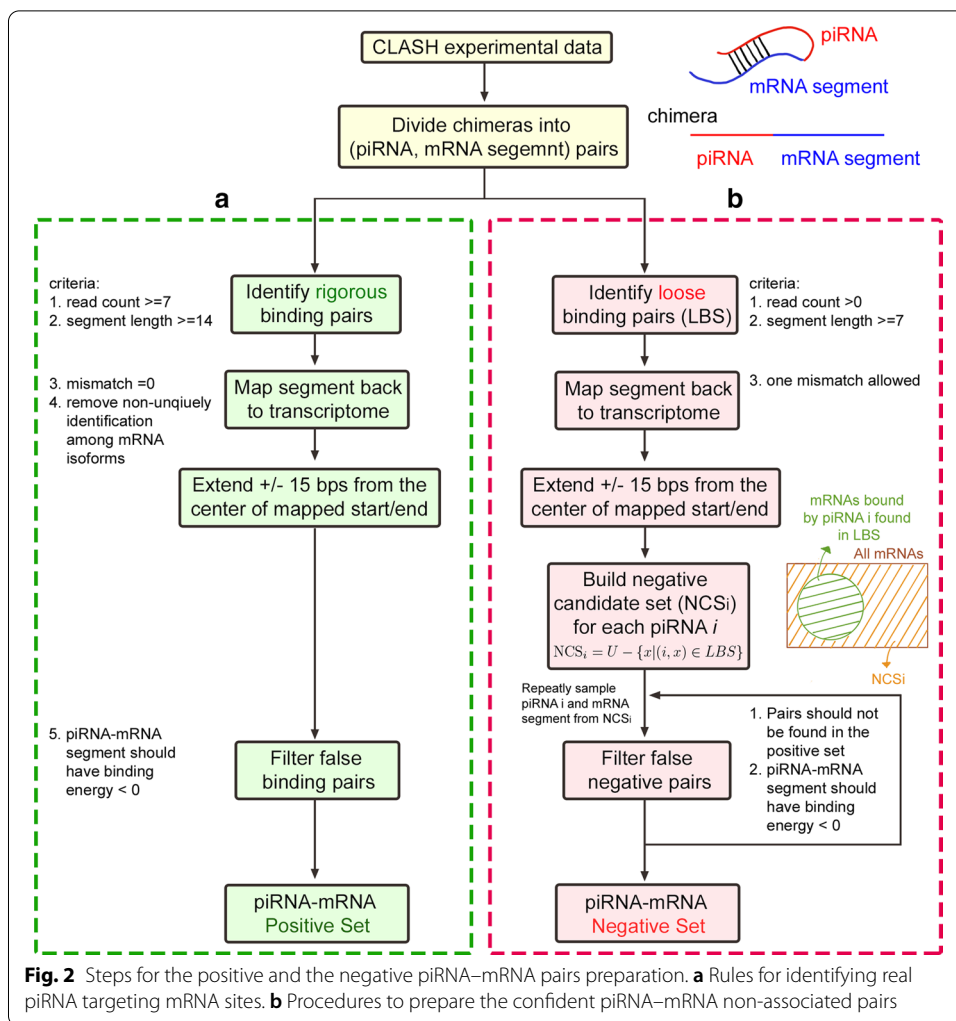 CLASH experimental data
piRNA
mRNA segment
chimera
piRNA
mRNA segment
Divide chimeras into
(piRNA, mRNA segemnt) pairs
a
criteria:
1. read count >=7
2. segment length >=14
Identify rigorous
binding pairs
3. mismatch =0
4. remove non-unqiuely
identification
among mRNA
isoforms
Map segment back
to transcriptome
Extend +/- 15 bps from the
center of mapped start/end
5. piRNA-mRNA
segment should
have binding
energy < 0
Filter false
binding pairs
piRNA-mRNA
Positive Set
b
Identify loose
binding pairs (LBS)
criteria:
1. read count >0
2. segment length >=7
Map segment back
to transcriptome
3. one mismatch allowed
Extend +/- 15 bps from the
center of mapped start/end
mRNAs bound
by piRNA i found
in LBS
All mRNAs
NCSi
Build negative
candidate set (NCSi)
for each piRNA i
NCSᵢ = U − {x|(i, x) ∈ LBS}
Repeatly sample
piRNA i and mRNA
segment from NCSi
1. Pairs should not
be found in the
positive set
2. piRNA-mRNA
segment should
have binding
energy < 0
Filter false
negative pairs
piRNA-mRNA
Negative Set
Fig. 2 Steps for the positive and the negative piRNA–mRNA pairs preparation. a Rules for identifying real
piRNA targeting mRNA sites. b Procedures to prepare the confident piRNA–mRNA non-associated pairs